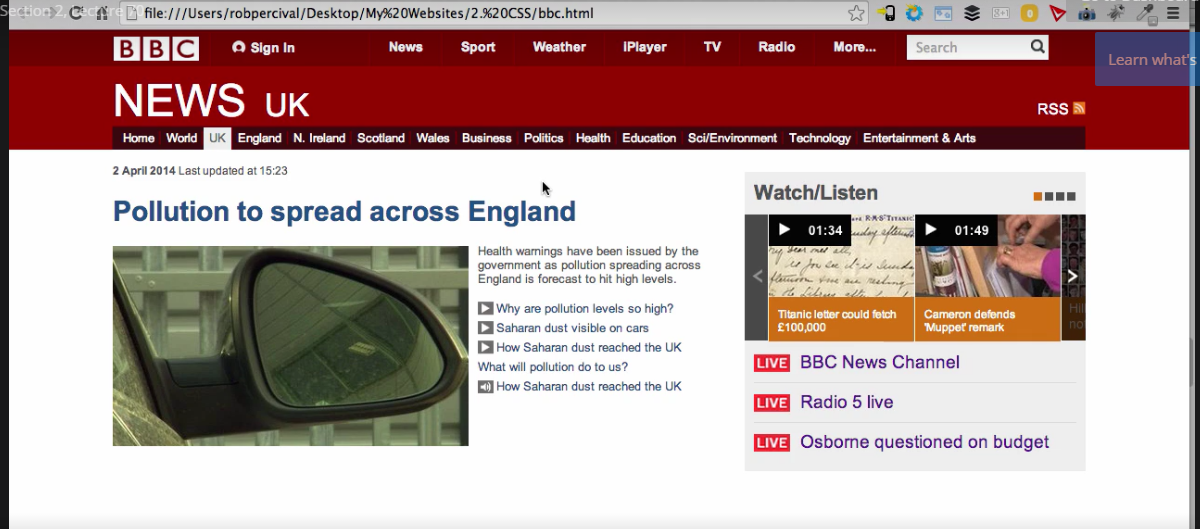 Section 2, Lecture 70
file:///Users/robpercival/Desktop/My%20Websites/2.%20CSS/bbc.html
Learn what's
BBC Sign In News Sport Weather iPlayer TV Radio More... Search
NEWS UK
RSS
Home World UK England N. Ireland Scotland Wales Business Politics Health Education Sci/Environment Technology Entertainment & Arts
2 April 2014 Last updated at 15:23
Pollution to spread across England
Health warnings have been issued by the
government as pollution spreading across
England is forecast to hit high levels.
Why are pollution levels so high?
Saharan dust visible on cars
How Saharan dust reached the UK
What will pollution do to us?
How Saharan dust reached the UK
Watch/Listen
01:34
Titanic letter could fetch
£100,000
01:49
Cameron defends
'Muppet' remark
LIVE BBC News Channel
LIVE Radio 5 live
LIVE Osborne questioned on budget